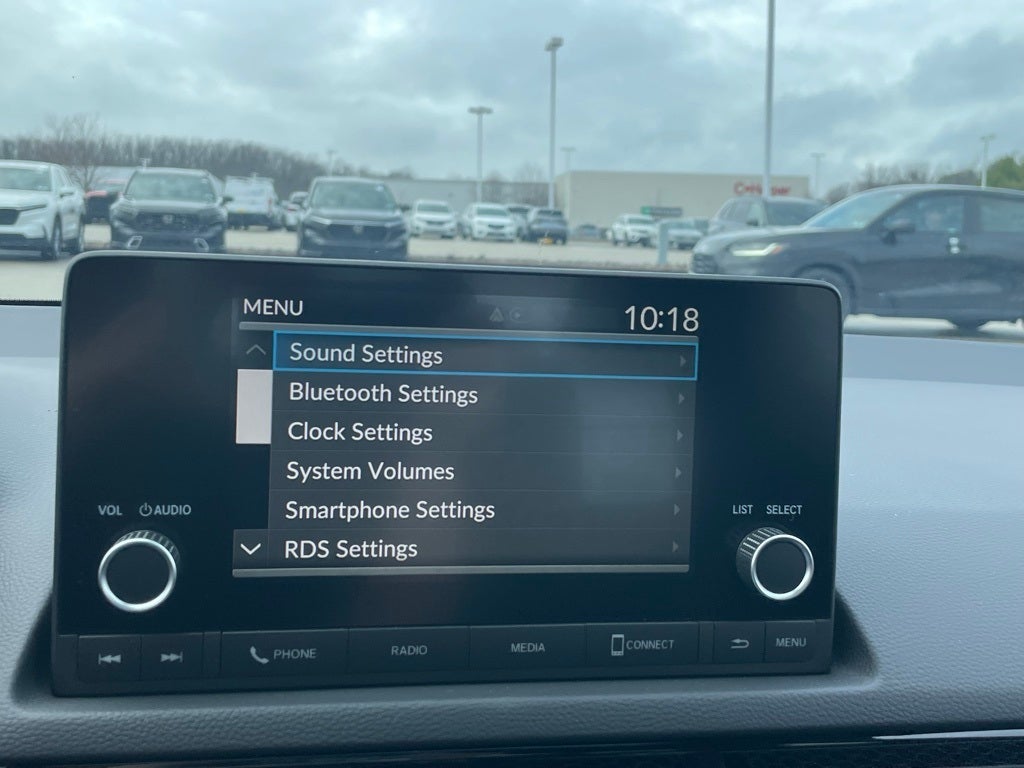 MENU
10:18
Sound Settings
Bluetooth Settings
Clock Settings
System Volumes
Smartphone Settings
RDS Settings
VOL AUDIO
LIST SELECT
PHONE
RADIO
MEDIA
CONNECT
MENU